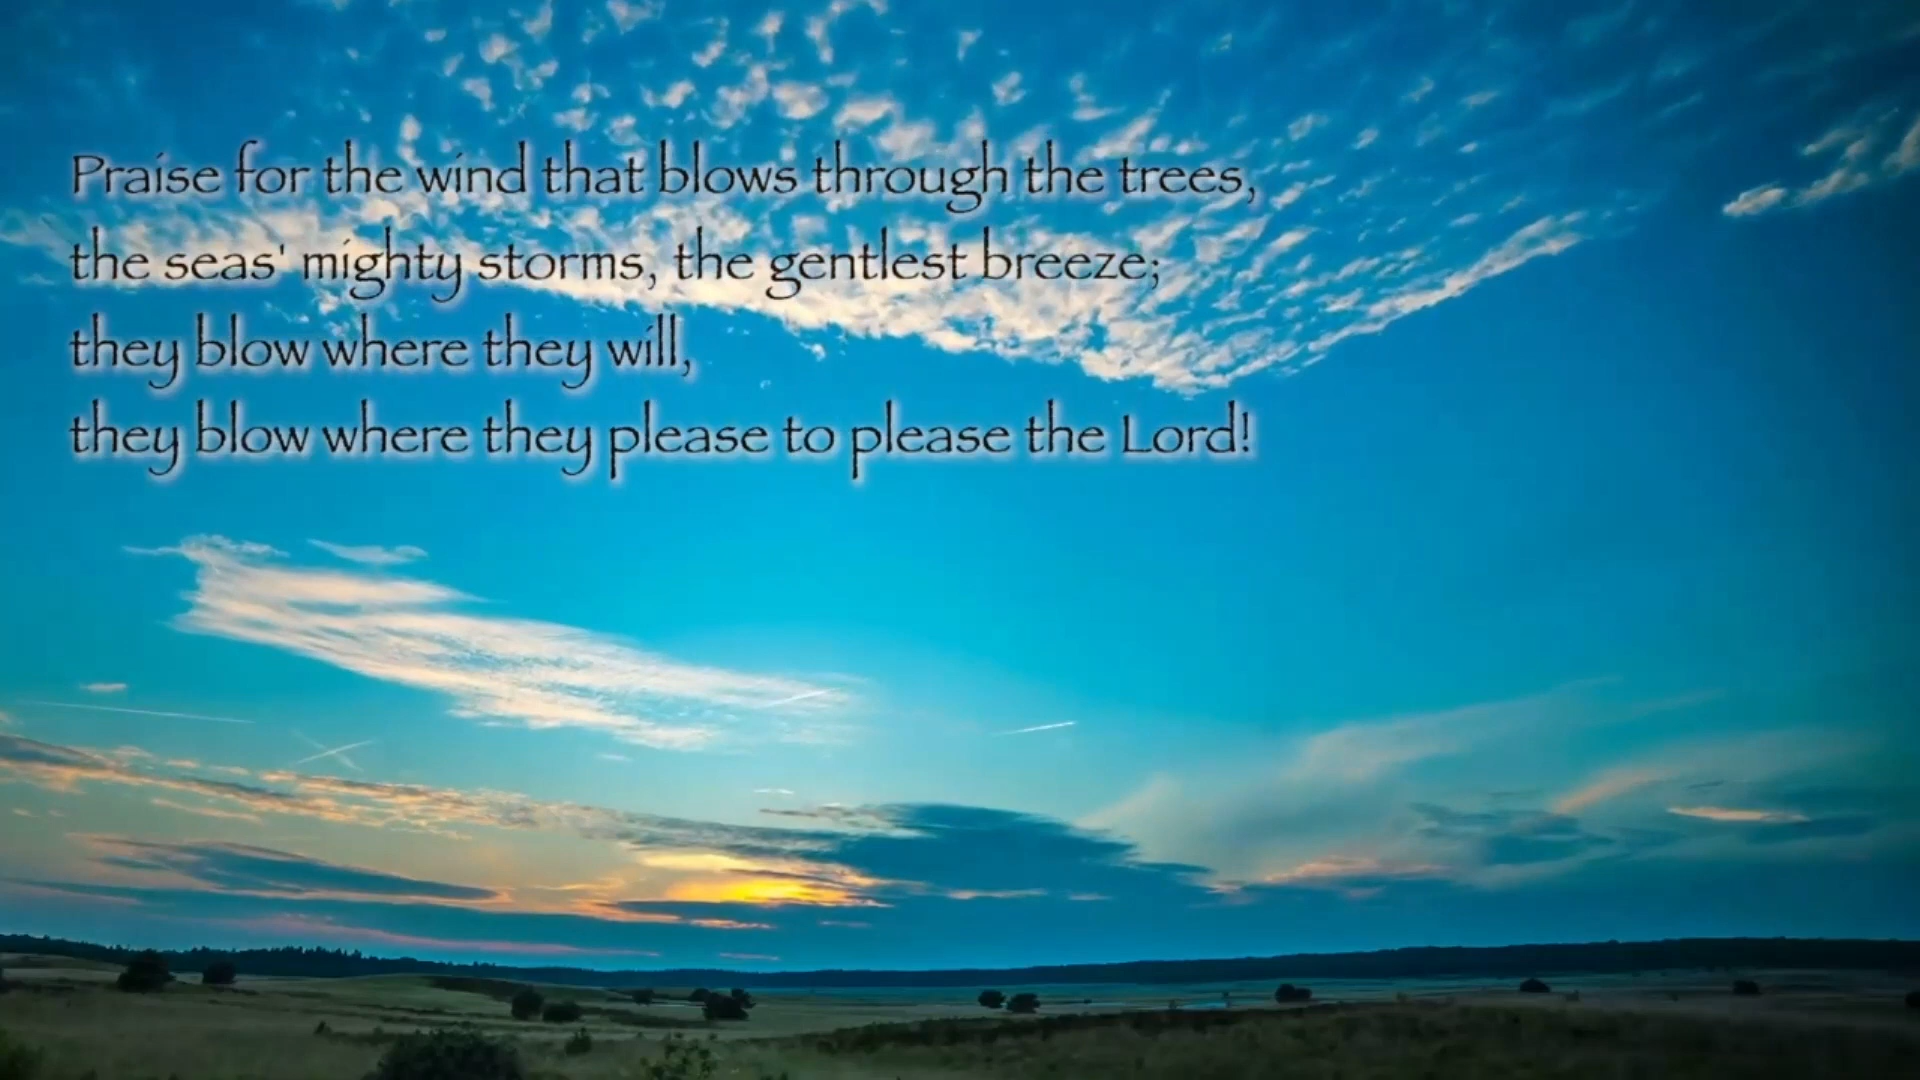 Praise for the wind that blows through the trees,
the seas' mighty storms, the gentlest breeze;
they blow where they will,
they blow where they please to please the Lord!